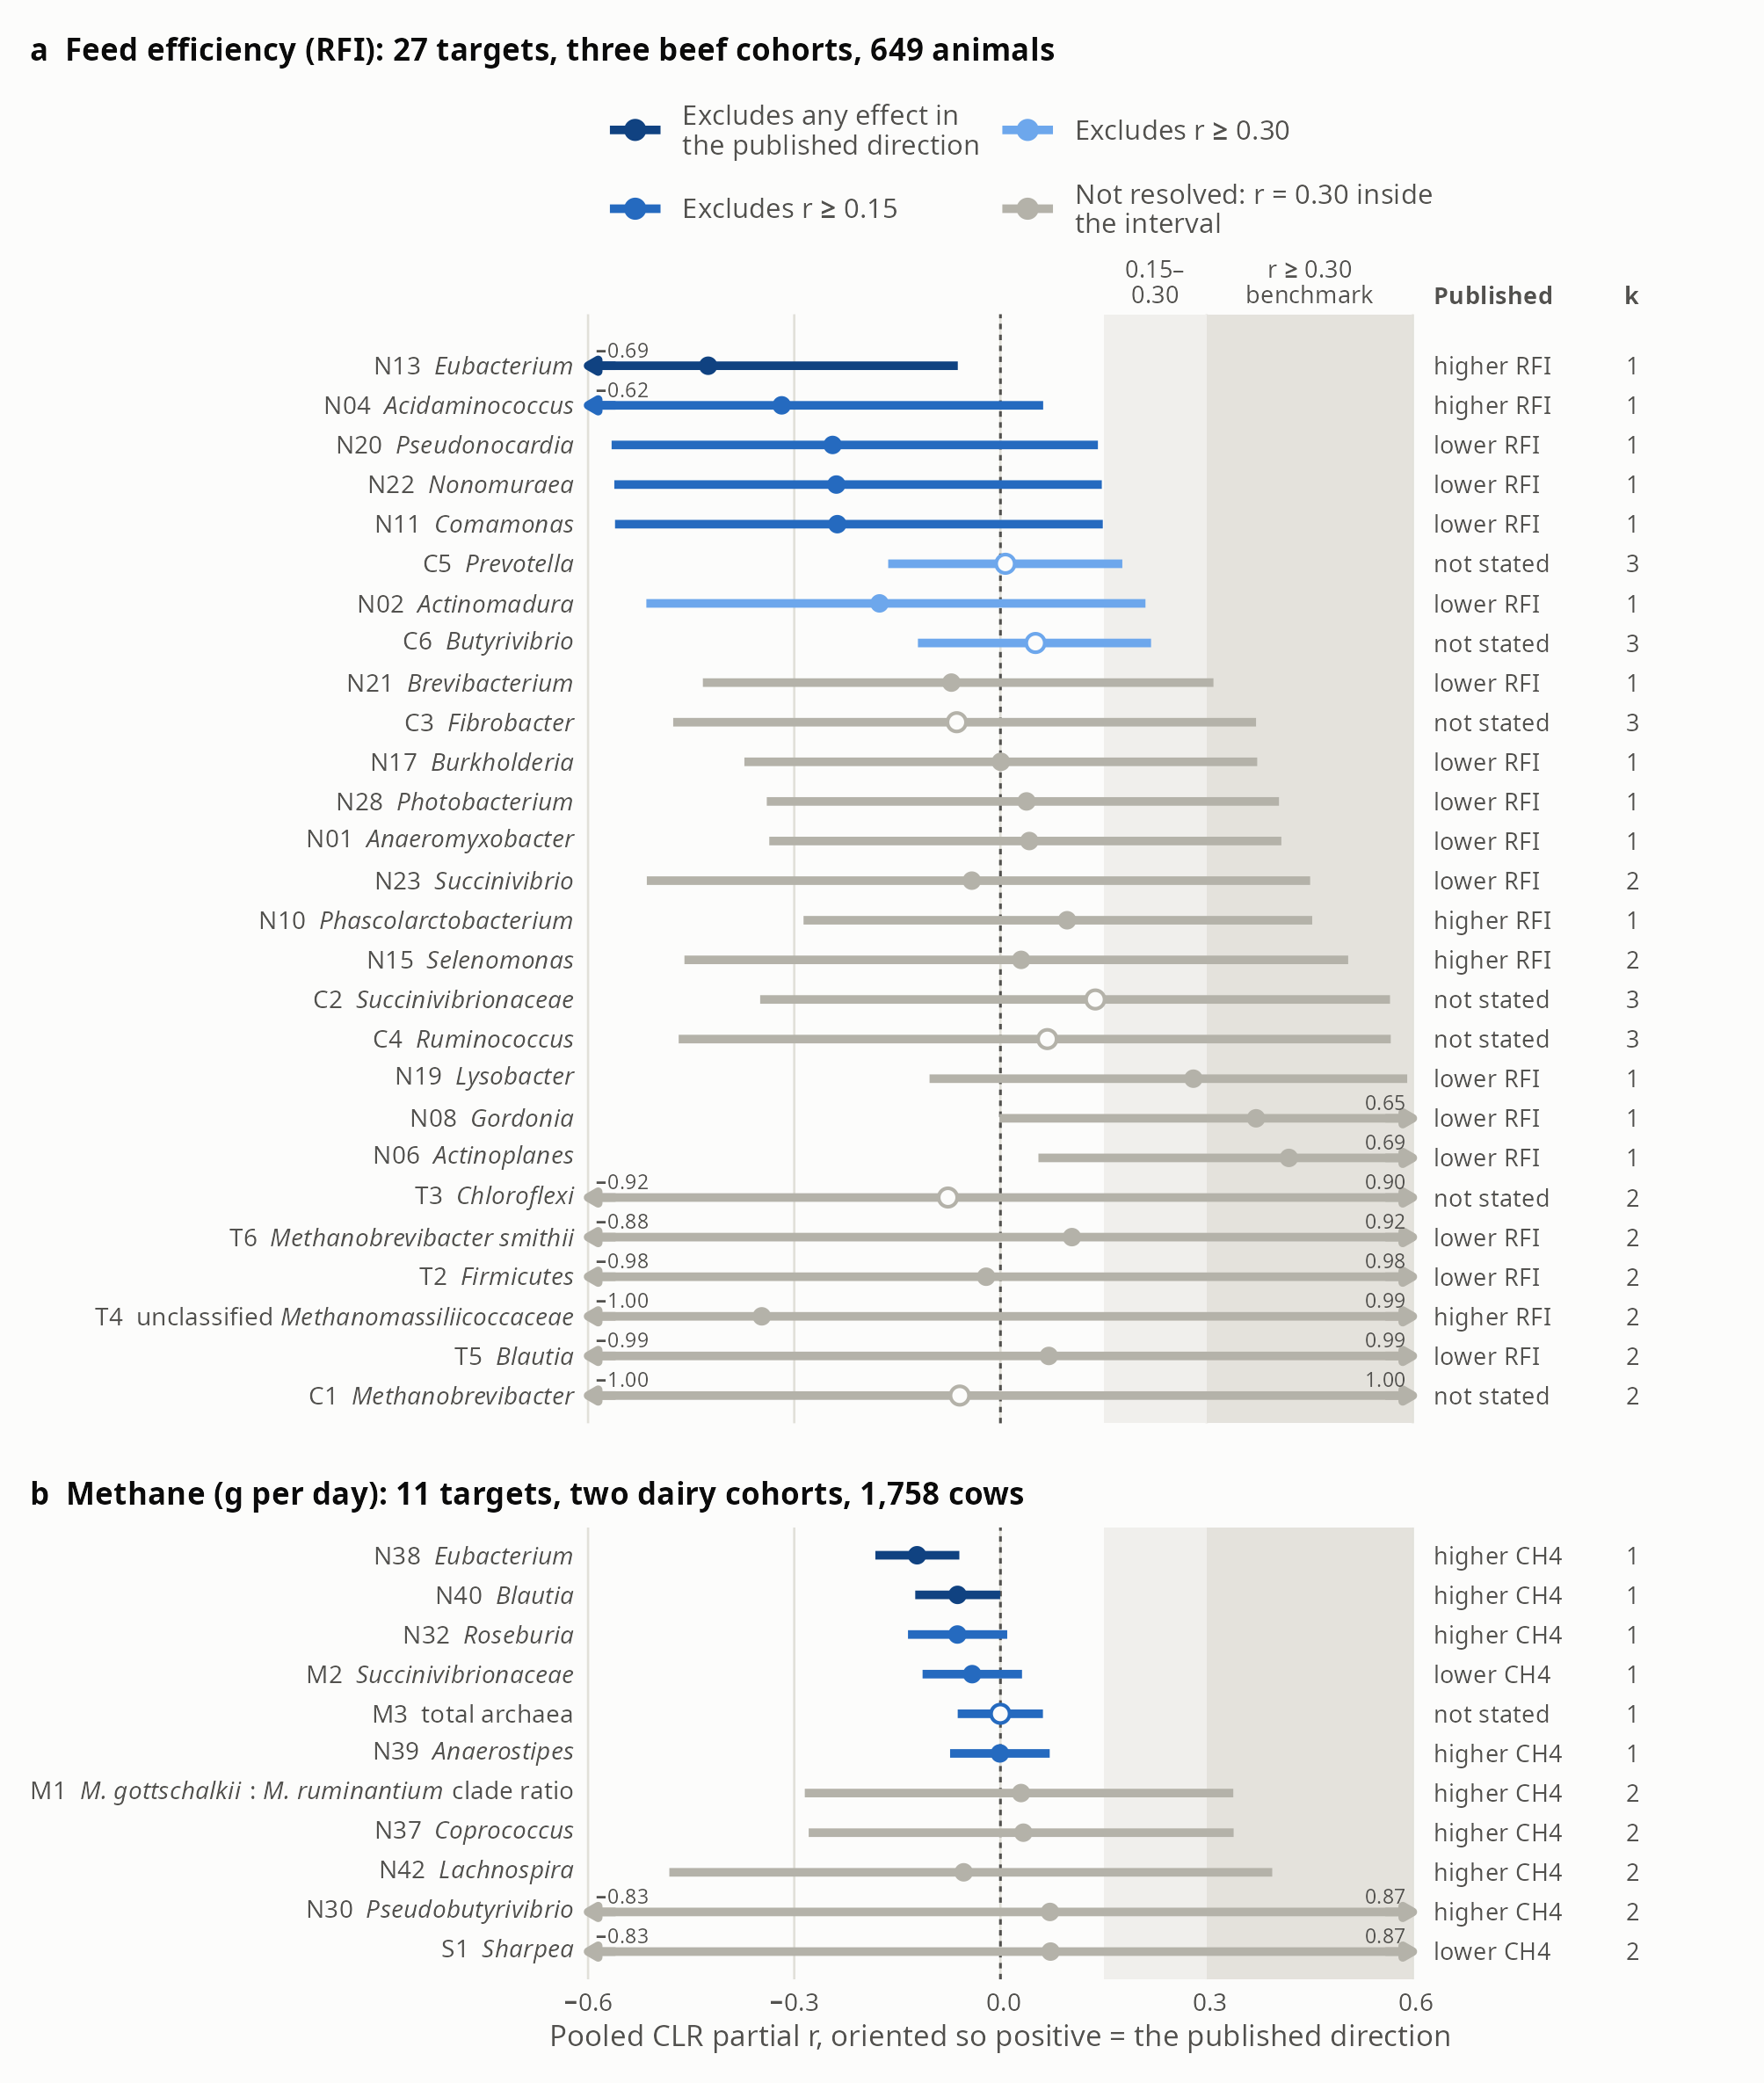 a Feed efficiency (RFI): 27 targets, three beef cohorts, 649 animals
Excludes any effect in
the published direction
Excludes r ≥ 0.30
Excludes r ≥ 0.15
Not resolved: r = 0.30 inside
the interval
0.15–
0.30
r ≥ 0.30
benchmark
Published k
N13 Eubacterium −0.69 higher RFI 1
N04 Acidaminococcus −0.62 higher RFI 1
N20 Pseudonocardia lower RFI 1
N22 Nonomuraea lower RFI 1
N11 Comamonas lower RFI 1
C5 Prevotella not stated 3
N02 Actinomadura lower RFI 1
C6 Butyrivibrio not stated 3
N21 Brevibacterium lower RFI 1
C3 Fibrobacter not stated 3
N17 Burkholderia lower RFI 1
N28 Photobacterium lower RFI 1
N01 Anaeromyxobacter lower RFI 1
N23 Succinivibrio lower RFI 2
N10 Phascolarctobacterium higher RFI 1
N15 Selenomonas higher RFI 2
C2 Succinivibrionaceae not stated 3
C4 Ruminococcus not stated 3
N19 Lysobacter lower RFI 1
N08 Gordonia 0.65 lower RFI 1
N06 Actinoplanes 0.69 lower RFI 1
T3 Chloroflexi −0.92 0.90 not stated 2
T6 Methanobrevibacter smithii −0.88 0.92 lower RFI 2
T2 Firmicutes −0.98 0.98 lower RFI 2
T4 unclassified Methanomassiliicoccaceae −1.00 0.99 higher RFI 2
T5 Blautia −0.99 0.99 lower RFI 2
C1 Methanobrevibacter −1.00 1.00 not stated 2
b Methane (g per day): 11 targets, two dairy cohorts, 1,758 cows
N38 Eubacterium higher CH4 1
N40 Blautia higher CH4 1
N32 Roseburia higher CH4 1
M2 Succinivibrionaceae lower CH4 1
M3 total archaea not stated 1
N39 Anaerostipes higher CH4 1
M1 M. gottschalkii : M. ruminantium clade ratio higher CH4 2
N37 Coprococcus higher CH4 2
N42 Lachnospira higher CH4 2
N30 Pseudobutyrivibrio −0.83 0.87 higher CH4 2
S1 Sharpea −0.83 0.87 lower CH4 2
−0.6 −0.3 0.0 0.3 0.6
Pooled CLR partial r, oriented so positive = the published direction